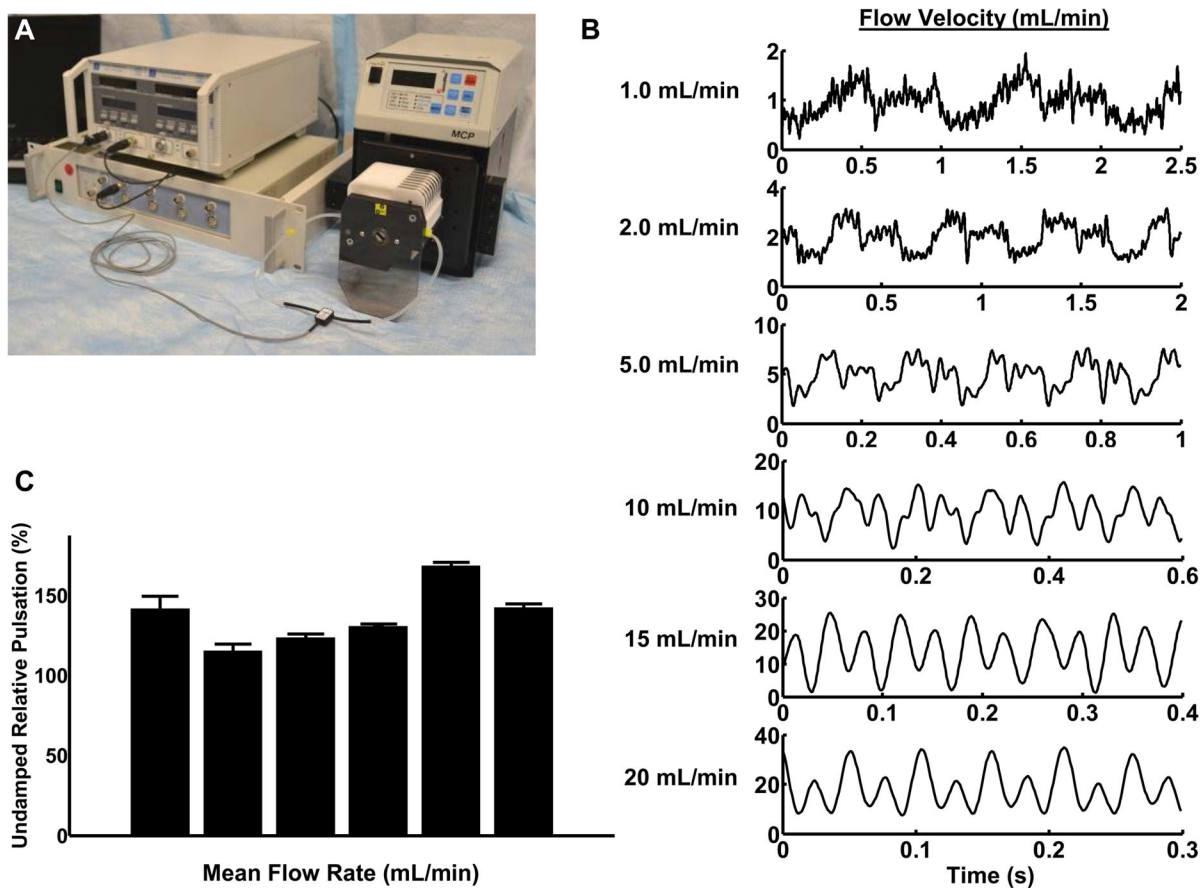 A
MCP
B
Flow Velocity (mL/min)
1.0 mL/min
2
1
0
0 0.5 1 1.5 2 2.5
2.0 mL/min
4
2
0
0 0.5 1 1.5 2
5.0 mL/min
10
5
0
0 0.2 0.4 0.6 0.8 1
10 mL/min
20
10
0
0 0.2 0.4 0.6
15 mL/min
30
20
10
0
0 0.1 0.2 0.3 0.4
20 mL/min
40
20
0
0 0.1 0.2 0.3
Time (s)
C
Undamped Relative Pulsation (%)
150
100
50
0
Mean Flow Rate (mL/min)